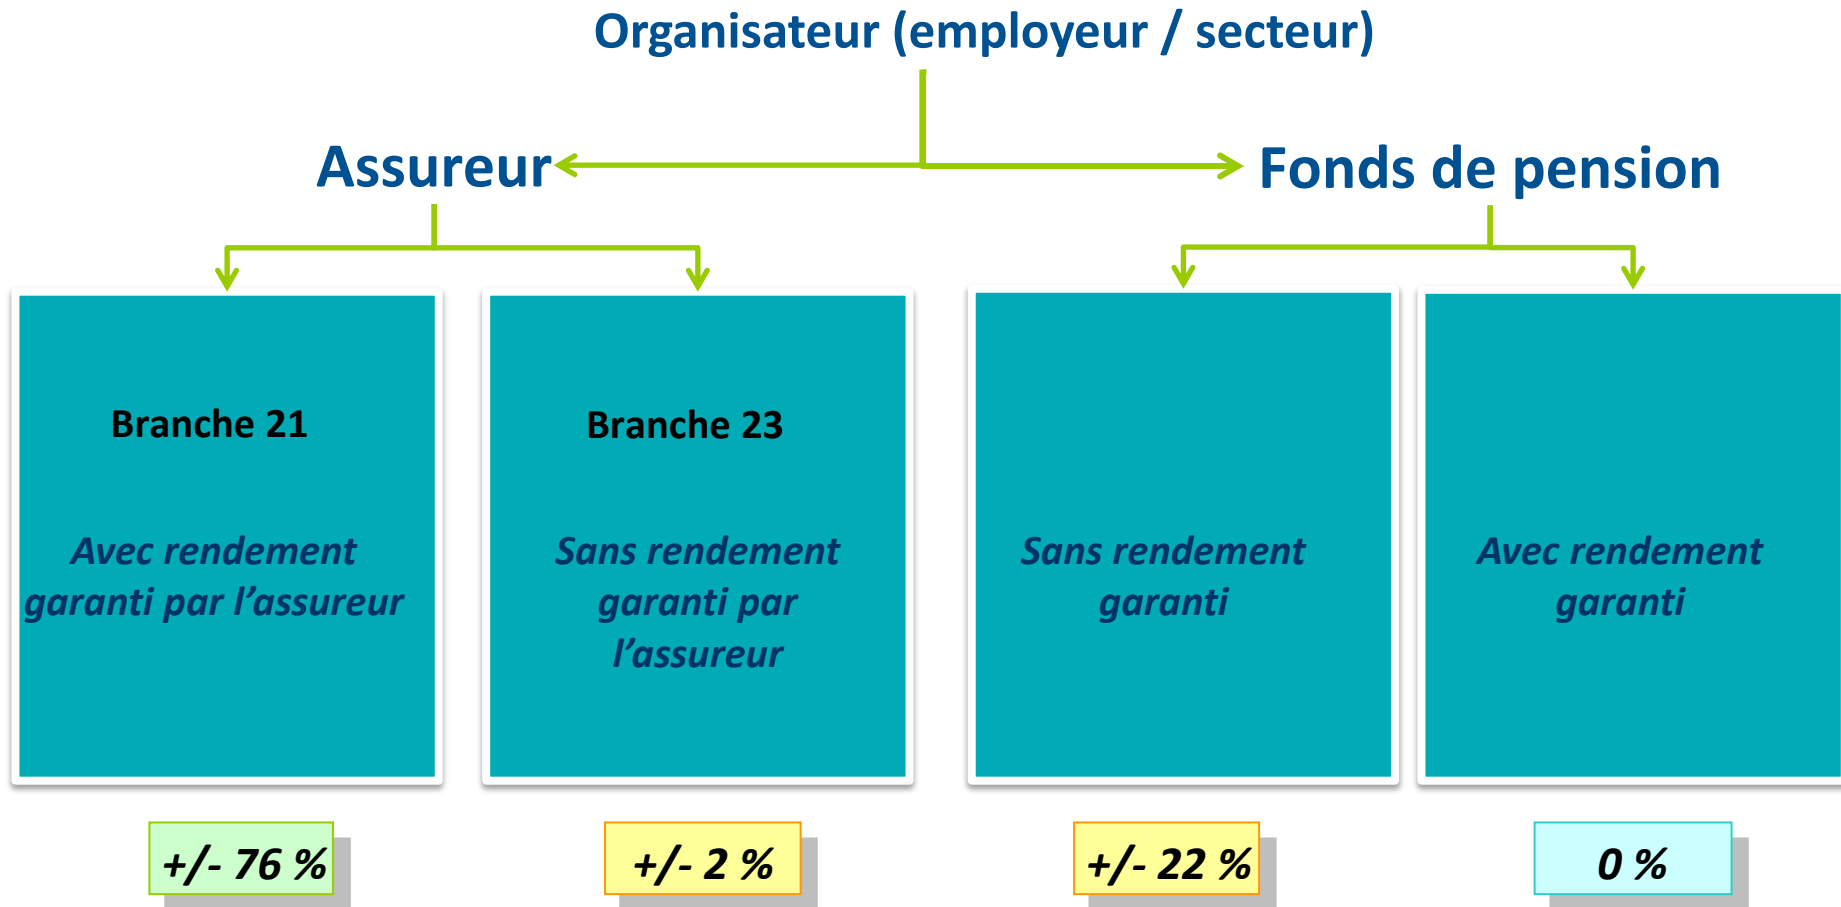 Organisateur (employeur / secteur)
Assureur
Fonds de pension
Branche 21
Avec rendement
garanti par l’assureur
Branche 23
Sans rendement
garanti par
l’assureur
Sans rendement
garanti
Avec rendement
garanti
+/- 76 %
+/- 2 %
+/- 22 %
0 %